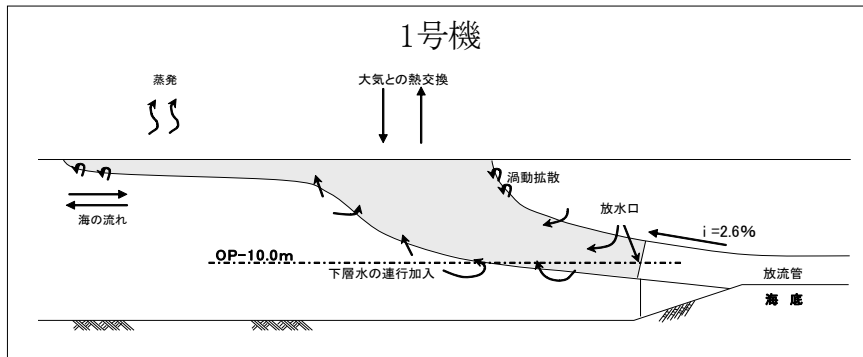 1号機
蒸発
大気との熱交換
渦動拡散
放水口
海の流れ
i=2.6%
OP-10.0m
下層水の連行加入
放流管
海 底